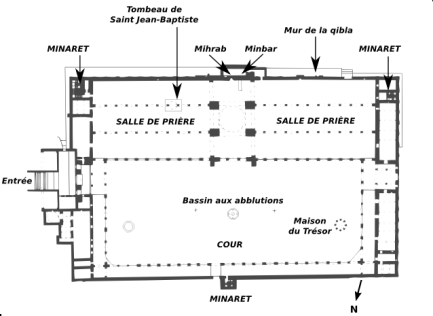 Tombeau de
Saint Jean-Baptiste
Mur de la qibla
MINARET
Mihrab
Minbar
MINARET
SALLE DE PRIÈRE
SALLE DE PRIÈRE
Entrée
Bassin aux abblutions
Maison
du Trésor
COUR
MINARET
N